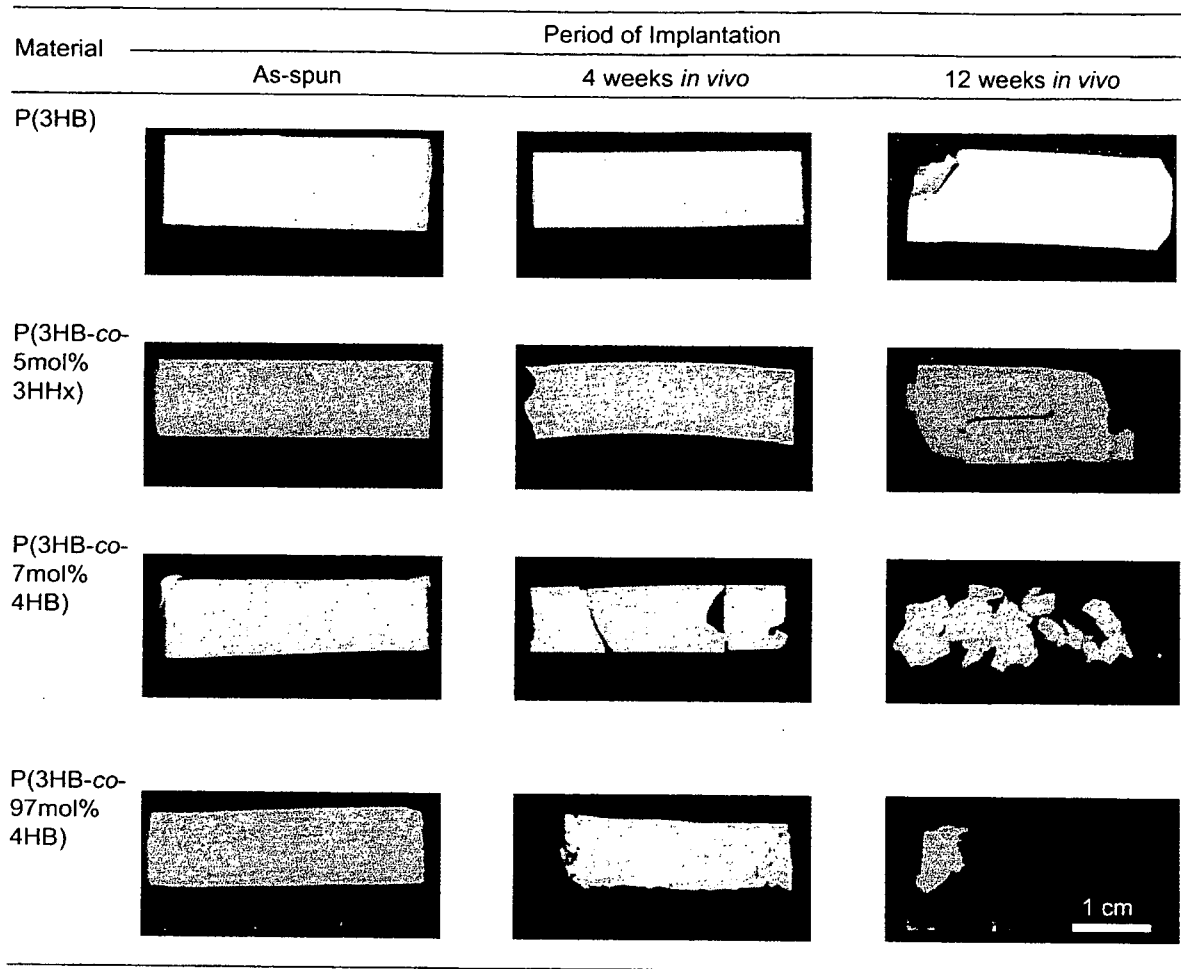 Material
Period of Implantation
As-spun
4 weeks in vivo
12 weeks in vivo
P(3HB)
P(3HB-co-
5mol%
3HHx)
P(3HB-co-
7mol%
4HB)
P(3HB-co-
97mol%
4HB)
1 cm